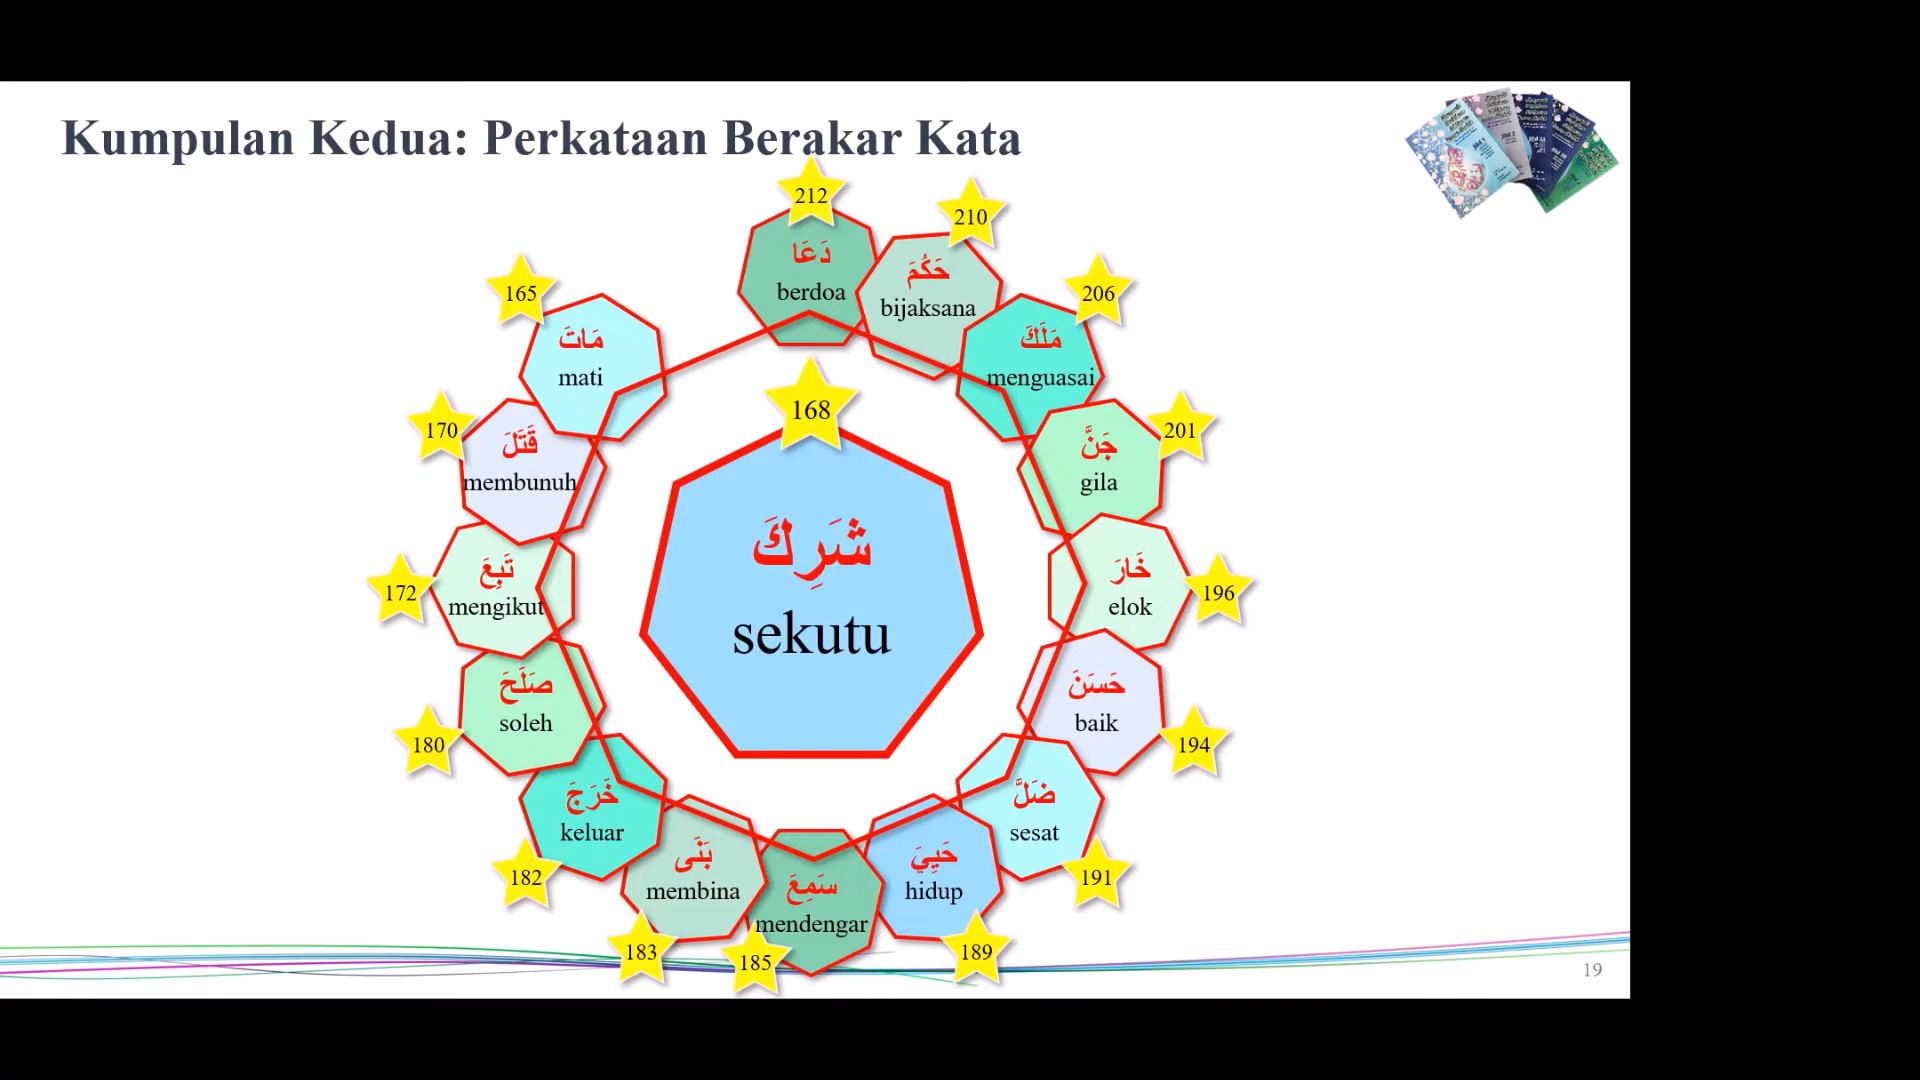 Kumpulan Kedua: Perkataan Berakar Kata
212
دَعَا
berdoa
210
حَكُمَ
bijaksana
206
مَلَكَ
menguasai
201
جَنَّ
gila
196
خَارَ
elok
194
حَسَنَ
baik
191
ضَلَّ
sesat
189
حَيِيَ
hidup
185
سَمِعَ
mendengar
183
بَنَى
membina
182
خَرَجَ
keluar
180
صَلَحَ
soleh
172
تَبِعَ
mengikut
170
قَتَلَ
membunuh
165
مَاتَ
mati
168
شَرِكَ
sekutu
19